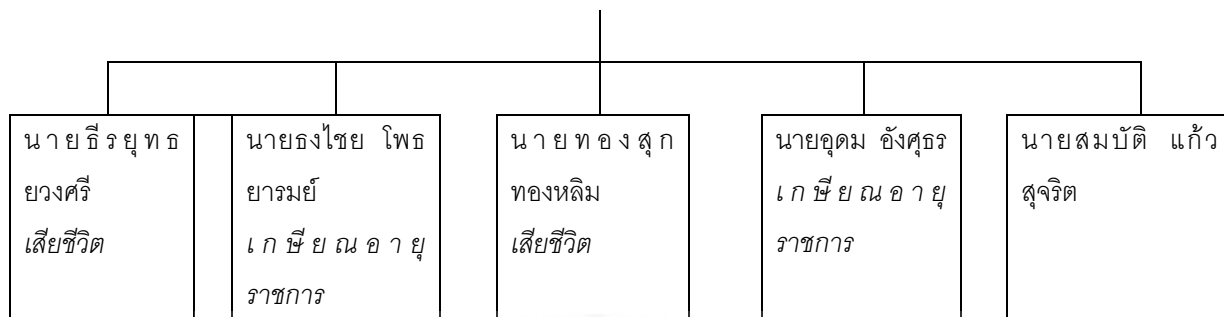 นายธีรยุทธ
ยวงศรี
เสียชีวิต
นายธงไชย โพธ
ยารมย์
เกษียณอายุ
ราชการ
นายทองสุก
ทองหลิม
เสียชีวิต
นายอุดม อังศุธร
เกษียณอายุ
ราชการ
นายสมบัติ แก้ว
สุจริต